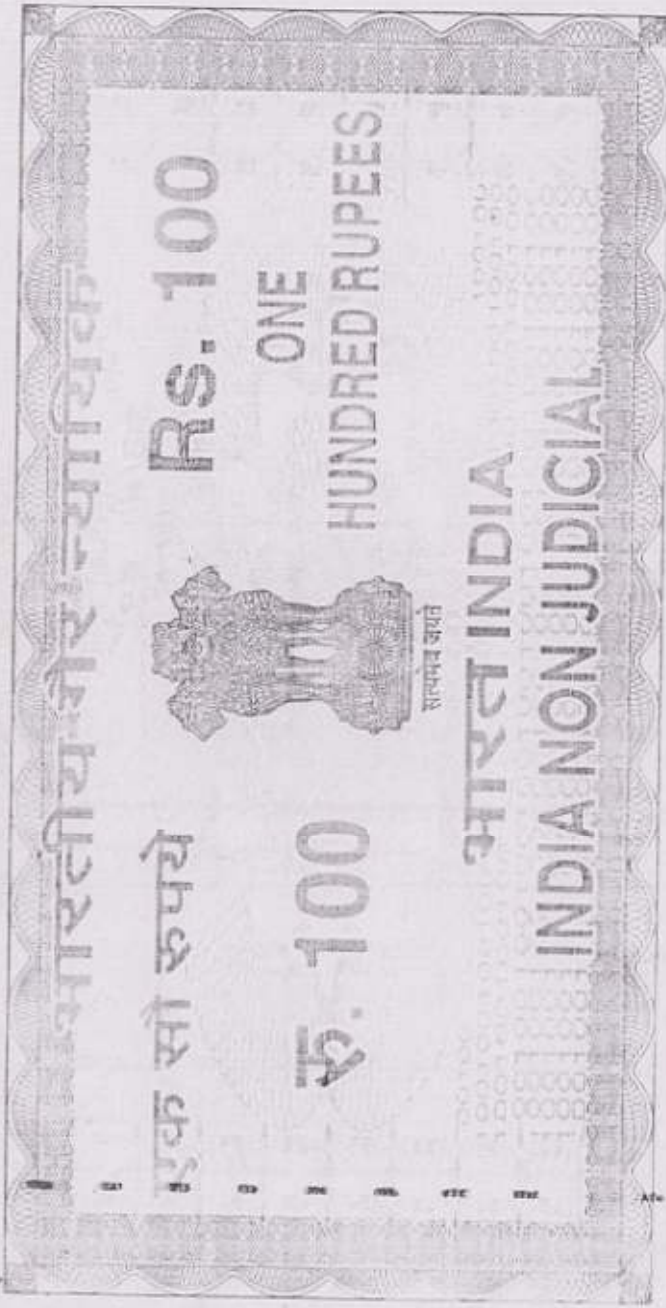 भारतीय गैर न्यायिक
एक सौ रुपये
Rs. 100
रु. 100
ONE
HUNDRED RUPEES
सत्यमेव जयते
भारत INDIA
INDIA NON JUDICIAL